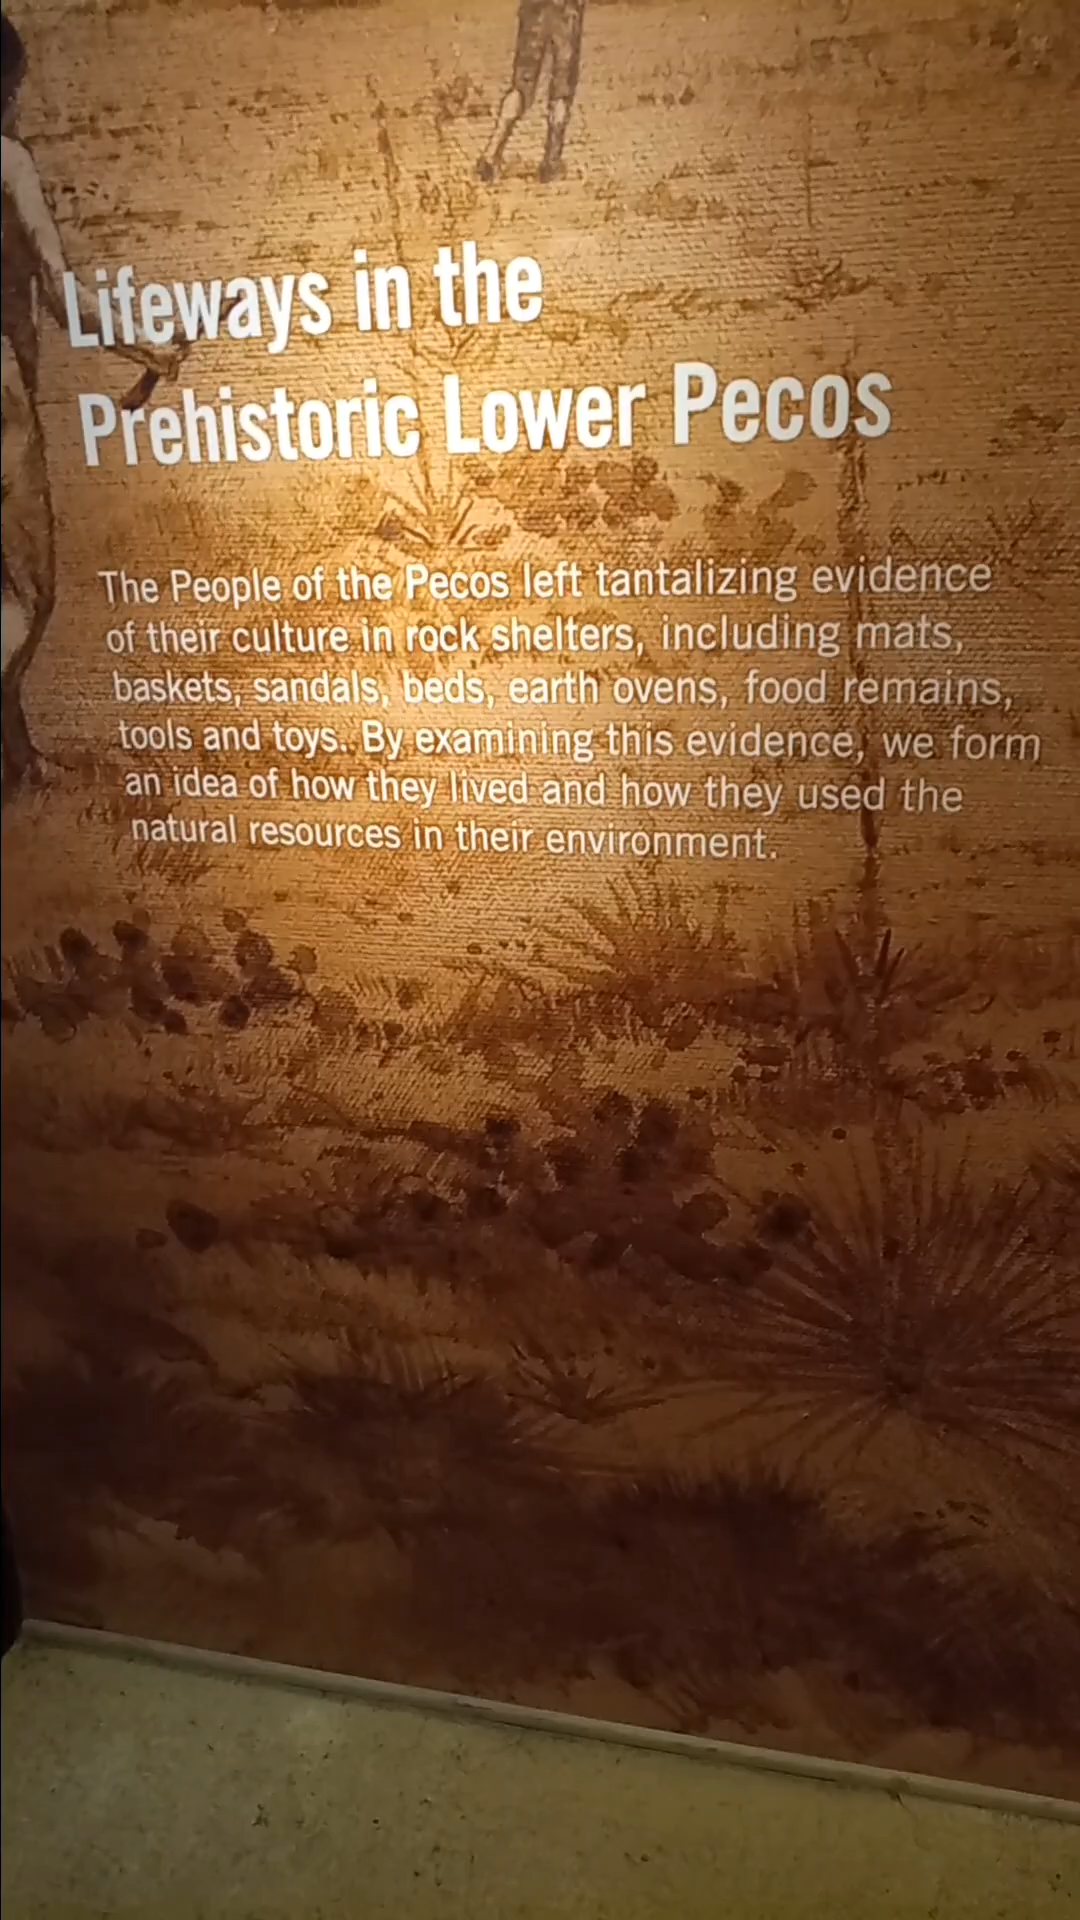 Lifeways in the
Prehistoric Lower Pecos
The People of the Pecos left tantalizing evidence
of their culture in rock shelters, including mats,
baskets, sandals, beds, earth ovens, food remains,
tools and toys. By examining this evidence, we form
an idea of how they lived and how they used the
natural resources in their environment.